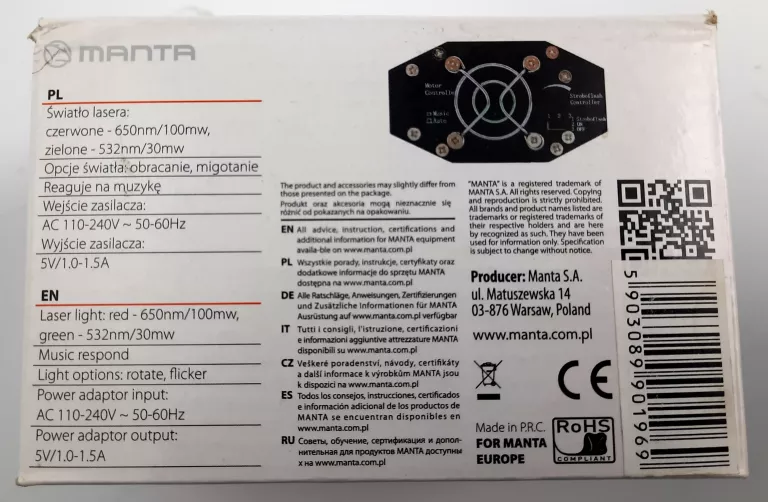 MANTA
PL
Światło lasera:
czerwone - 650nm/100mw,
zielone - 532nm/30mw
Opcje światła: obracanie, migotanie
Reaguje na muzykę
Wejście zasilacza:
AC 110-240V ~ 50-60Hz
Wyjście zasilacza:
5V/1.0-1.5A
EN
Laser light: red - 650nm/100mw,
green - 532nm/30mw
Music respond
Light options: rotate, flicker
Power adaptor input:
AC 110-240V ~ 50-60Hz
Power adaptor output:
5V/1.0-1.5A
Motor
Controller
Music
Auto
Controller
1 2 3
ON
OFF
The product and accessories may slightly differ from
those presented on the package.
Produkt oraz akcesoria mogą nieznacznie się
różnić od pokazanych na opakowaniu.
EN All advice, instruction, certifications and
additional information for MANTA equipment
availa-ble on www.manta.com.pl
PL Wszystkie porady, instrukcje, certyfikaty oraz
dodatkowe informacje do sprzętu MANTA
dostępna na www.manta.com.pl
DE Alle Ratschläge, Anweisungen, Zertifizierungen
und Zusätzliche Informationen für MANTA
Ausrüstung auf www.manta.com.pl verfügbar
IT Tutti i consigli, l'istruzione, certificazioni
e informazioni aggiuntive attrezzature MANTA
disponibili su www.manta.com.pl
CZ Veškeré poradenství, návody, certifikáty
a další informace k výrobkům MANTA jsou
k dispozici na www.manta.com.pl
ES Todos los consejos, instrucciones, certificados
e información adicional de los productos de
MANTA se encuentran disponibles en
www.manta.com.pl
RU Советы, обучение, сертификация и допол-
нительная для продуктов MANTA доступны
х на www.manta.com.pl
"MANTA" is a registered trademark of
MANTA S.A. All rights reserved. Copying
and reproduction is strictly prohibited.
All brands and product names listed are
trademarks or registered trademarks of
their respective holders and are here
by recognized as such. They have been
used for information only. Specification
is subject to change without notice.
Producer: Manta S.A.
ul. Matuszewska 14
03-876 Warsaw, Poland
www.manta.com.pl
CE
Made in P.R.C.
FOR MANTA
EUROPE
RoHS
COMPLIANT
5 903089 901969